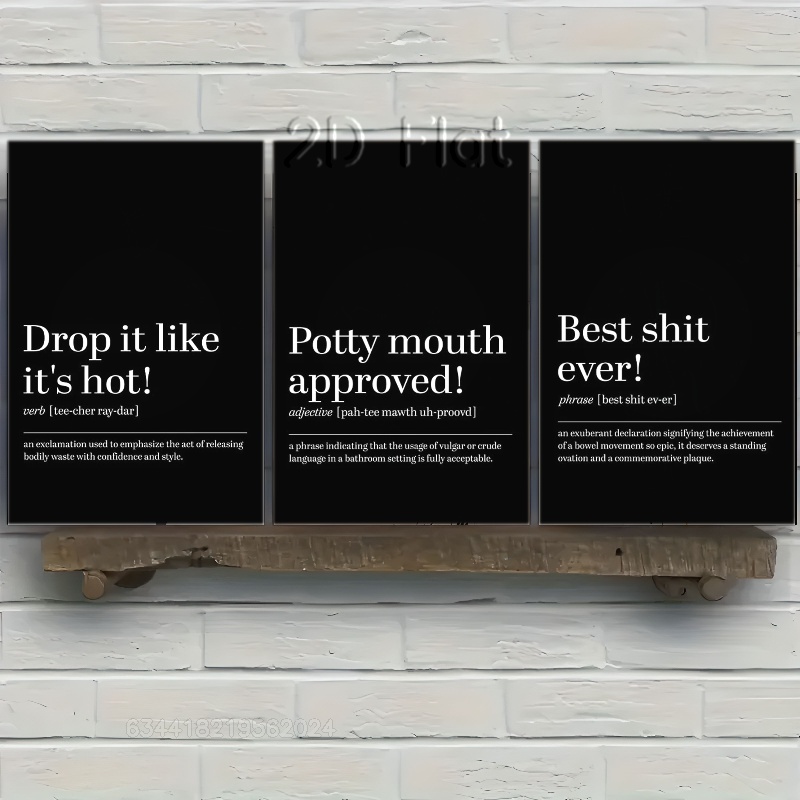 2D Flat
Drop it like
it's hot!
verb [tee-cher ray-dar]
an exclamation used to emphasize the act of releasing
bodily waste with confidence and style.
Potty mouth
approved!
adjective [pah-tee mawth uh-proovd]
a phrase indicating that the usage of vulgar or crude
language in a bathroom setting is fully acceptable.
Best shit
ever!
phrase [best shit ev-er]
an exuberant declaration signifying the achievement
of a bowel movement so epic, it deserves a standing
ovation and a commemorative plaque.
634418219562024